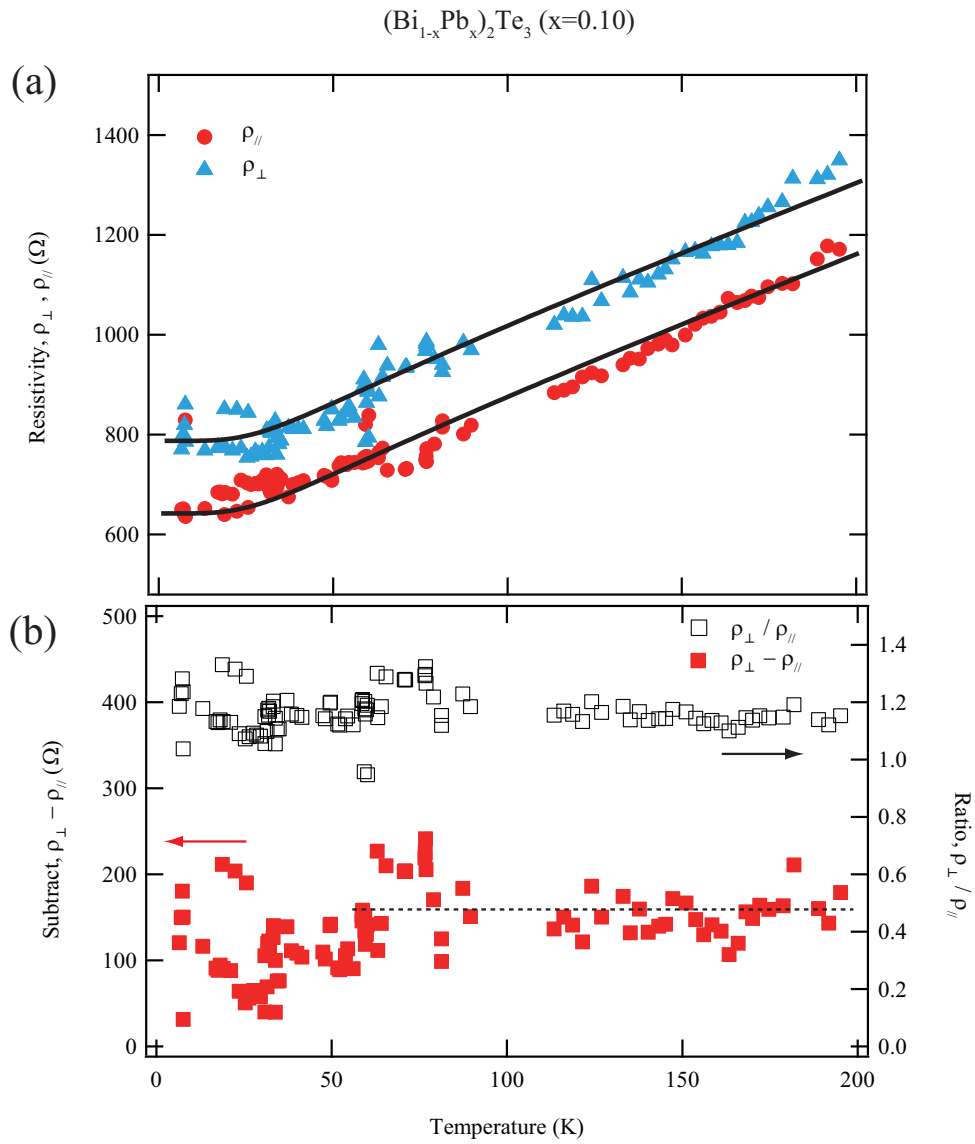 (Bi₁₋ₓPbₓ)₂Te₃ (x=0.10)
(a)
1400
1200
1000
800
600
Resistivity, ρ⊥ , ρ// (Ω)
ρ//
ρ⊥
(b)
500
400
300
200
100
0
Subtract, ρ⊥ − ρ// (Ω)
ρ⊥ / ρ//
ρ⊥ − ρ//
1.4
1.2
1.0
0.8
0.6
0.4
0.2
0.0
Ratio, ρ⊥ / ρ//
0 50 100 150 200
Temperature (K)